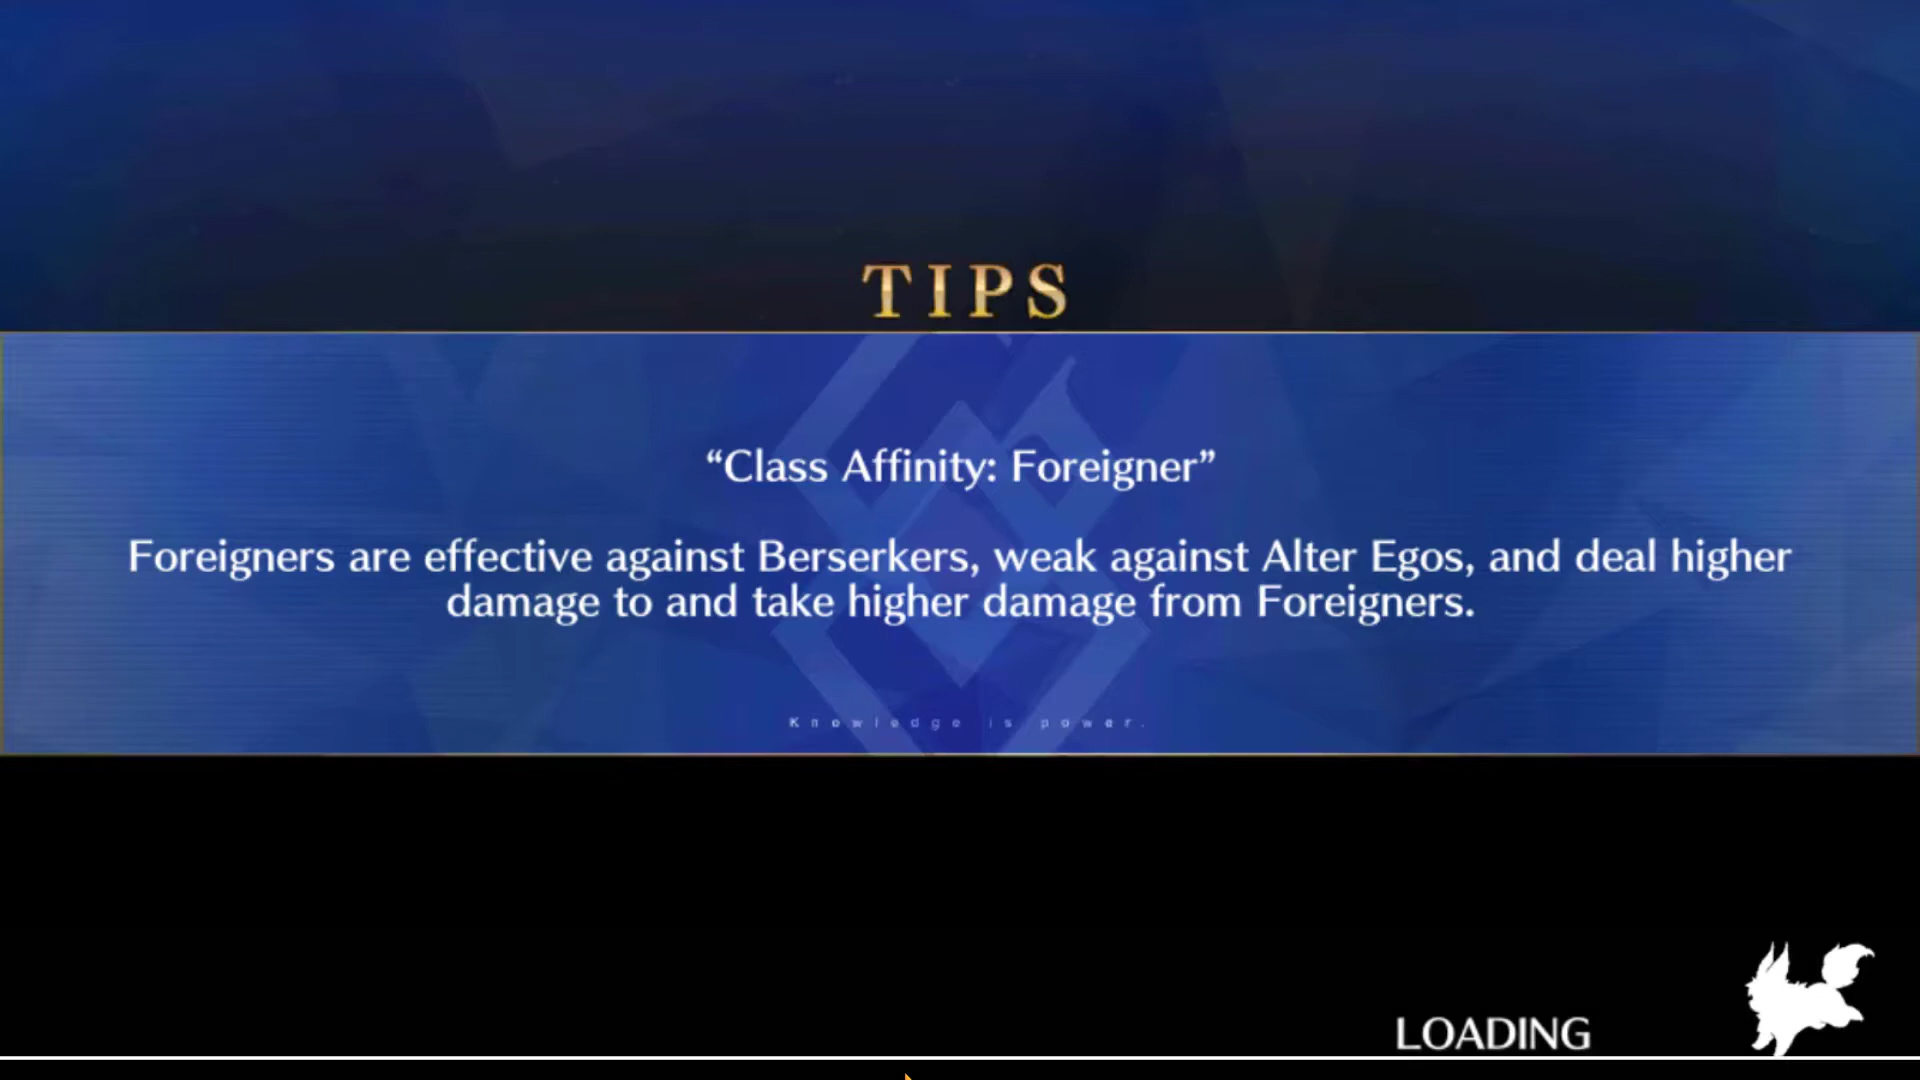 TIPS
“Class Affinity: Foreigner”
Foreigners are effective against Berserkers, weak against Alter Egos, and deal higher
damage to and take higher damage from Foreigners.
Knowledge is power.
LOADING